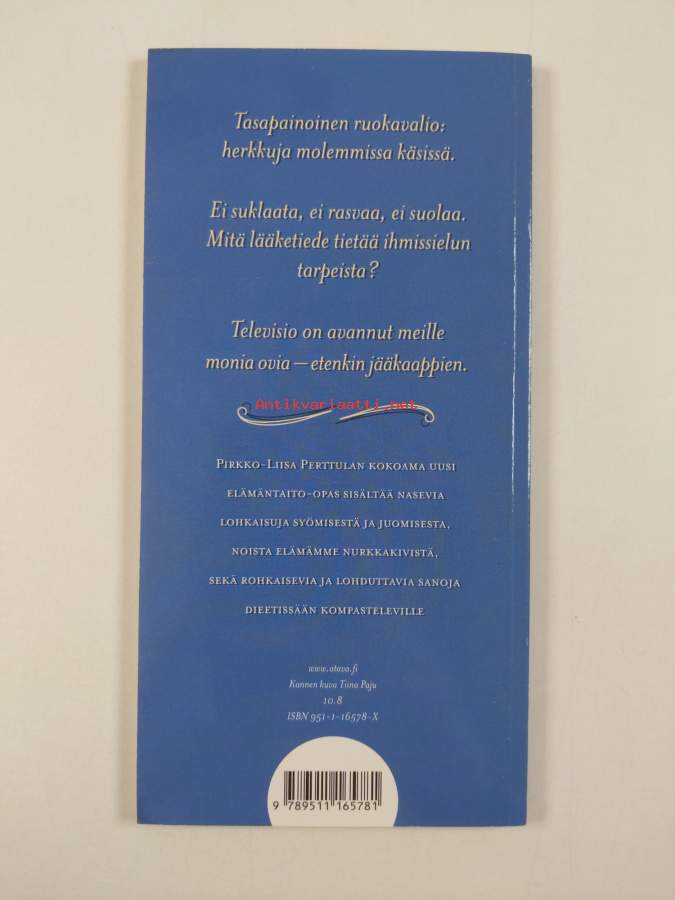 Tasapainoinen ruokavalio:
herkkuja molemmissa käsissä.
Ei suklaata, ei rasvaa, ei suolaa.
Mitä lääketiede tietää ihmissielun
tarpeista?
Televisio on avannut meille
monia ovia – etenkin jääkaappien.
Antikvariaatti.net
Pirkko-Liisa Perttulan kokoama uusi
elämäntaito-opas sisältää nasevia
lohkaisuja syömisestä ja juomisesta,
noista elämämme nurkkakivistä,
sekä rohkaisevia ja lohduttavia sanoja
dieetissään kompasteleville
www.otava.fi
Kannen kuva Tiina Paju
10.8
ISBN 951-1-16578-X
9 789511 165781